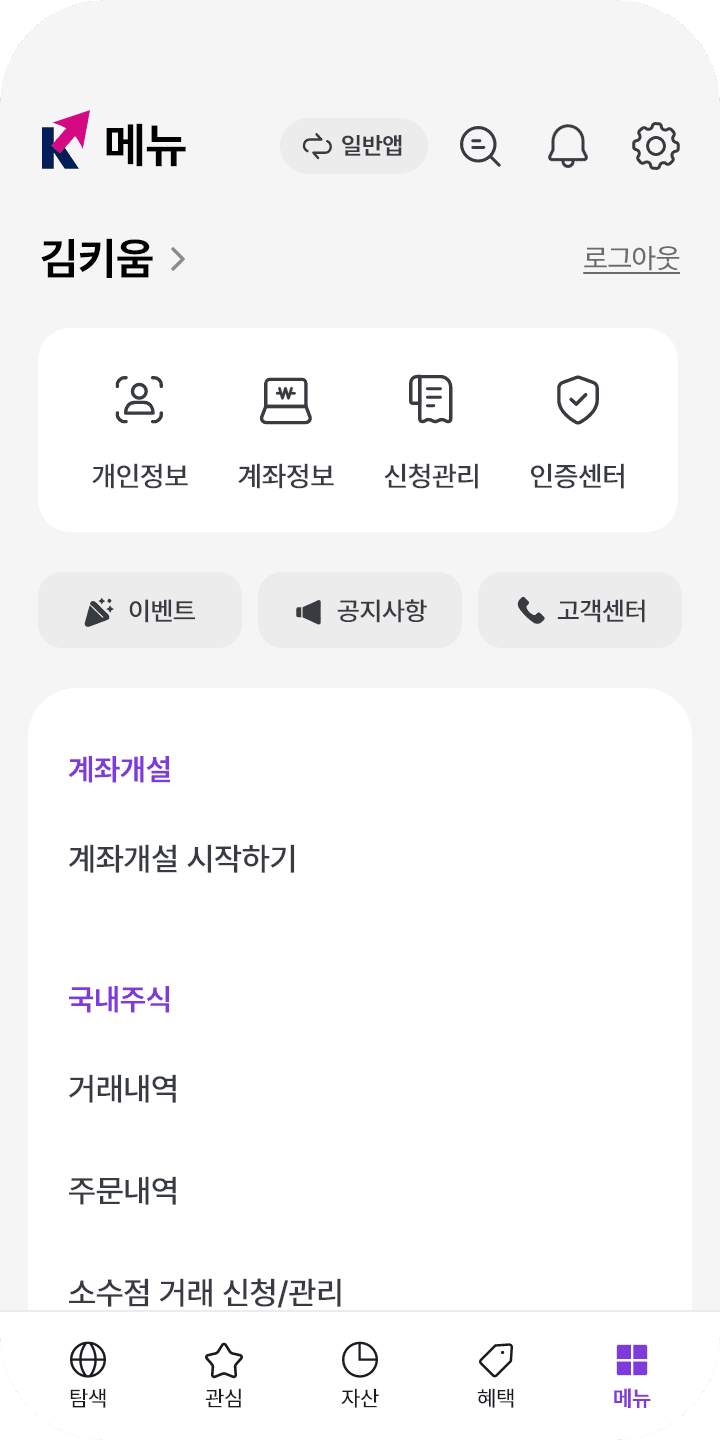 K 메뉴 일반앱
김키움 로그아웃
₩
개인정보 계좌정보 신청관리 인증센터
이벤트 공지사항 고객센터
계좌개설
계좌개설 시작하기
국내주식
거래내역
주문내역
소수점 거래 신청/관리
탐색 관심 자산 혜택 메뉴